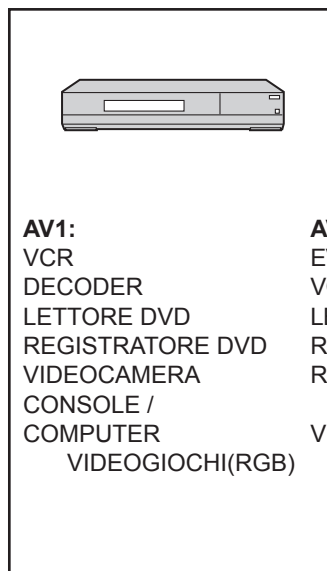 AV1:
VCR
DECODER
LETTORE DVD
REGISTRATORE DVD
VIDEOCAMERA
CONSOLE /
COMPUTER
VIDEOGIOCHI(RGB)